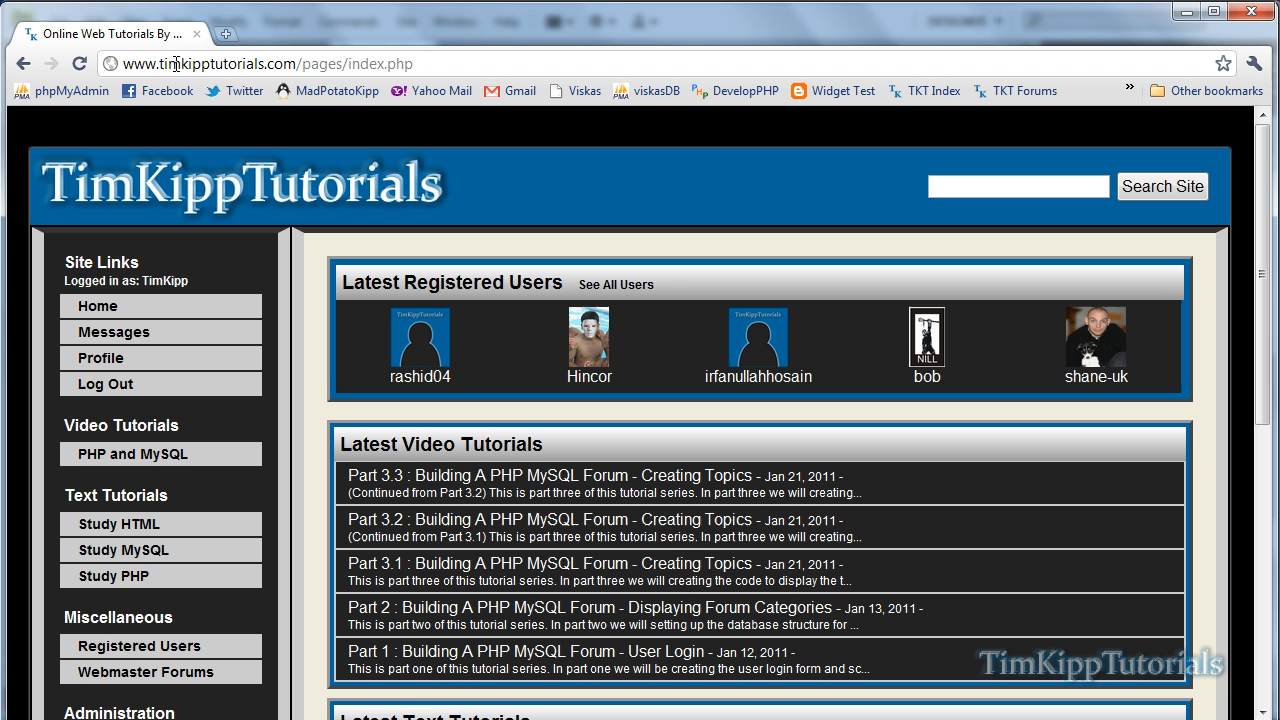 Online Web Tutorials By ...
www.timkipptutorials.com/pages/index.php
phpMyAdmin Facebook Twitter MadPotatoKipp Yahoo Mail Gmail Viskas viskasDB DevelopPHP Widget Test TKT Index TKT Forums » Other bookmarks
TimKippTutorials
Search Site
Site Links
Logged in as: TimKipp
Home
Messages
Profile
Log Out
Video Tutorials
PHP and MySQL
Text Tutorials
Study HTML
Study MySQL
Study PHP
Miscellaneous
Registered Users
Webmaster Forums
Administration
Latest Registered Users See All Users
TimKippTutorials
TimKippTutorials
NILL
rashid04 Hincor irfanullahhosain bob shane-uk
Latest Video Tutorials
Part 3.3 : Building A PHP MySQL Forum - Creating Topics - Jan 21, 2011 -
(Continued from Part 3.2) This is part three of this tutorial series. In part three we will creating...
Part 3.2 : Building A PHP MySQL Forum - Creating Topics - Jan 21, 2011 -
(Continued from Part 3.1) This is part three of this tutorial series. In part three we will creating...
Part 3.1 : Building A PHP MySQL Forum - Creating Topics - Jan 21, 2011 -
This is part three of this tutorial series. In part three we will creating the code to display the t...
Part 2 : Building A PHP MySQL Forum - Displaying Forum Categories - Jan 13, 2011 -
This is part two of this tutorial series. In part two we will setting up the database structure for ...
Part 1 : Building A PHP MySQL Forum - User Login - Jan 12, 2011 -
This is part one of this tutorial series. In part one we will be creating the user login form and sc...
TimKippTutorials
Latest Text Tutorials